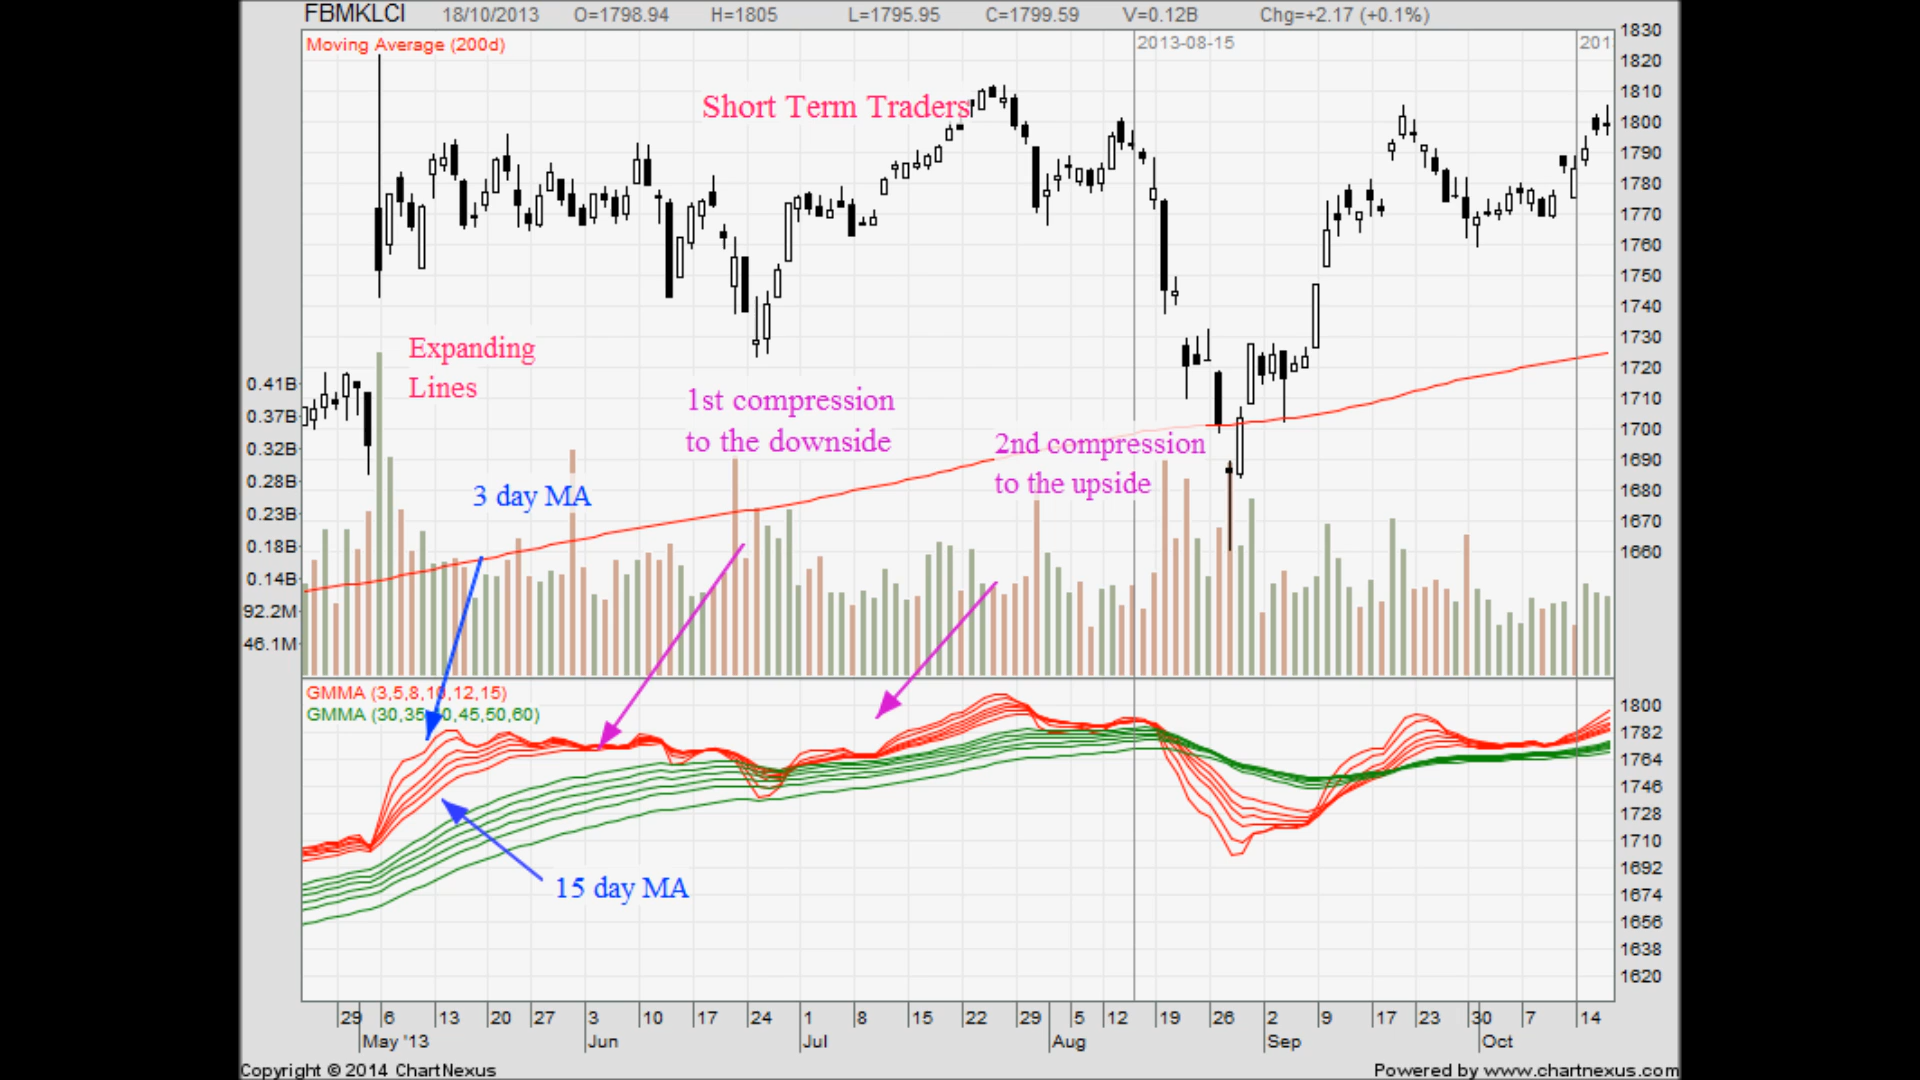 FBMKLCI 18/10/2013 O=1798.94 H=1805 L=1795.95 C=1799.59 V=0.12B Chg=+2.17 (+0.1%)
Moving Average (200d)
2013-08-15
201
Short Term Traders
1830
1820
1810
1800
1790
1780
1770
1760
1750
1740
1730
1720
1710
1700
1690
1680
1670
1660
Expanding
Lines
1st compression
to the downside
2nd compression
to the upside
3 day MA
0.41B
0.37B
0.32B
0.28B
0.23B
0.18B
0.14B
92.2M
46.1M
GMMA (3,5,8,10,12,15)
GMMA (30,35,40,45,50,60)
15 day MA
1800
1782
1764
1746
1728
1710
1692
1674
1656
1638
1620
29 6 13 20 27 3 10 17 24 1 8 15 22 29 5 12 19 26 2 9 17 23 30 7 14
May '13 Jun Jul Aug Sep Oct
Copyright © 2014 ChartNexus
Powered by www.chartnexus.com